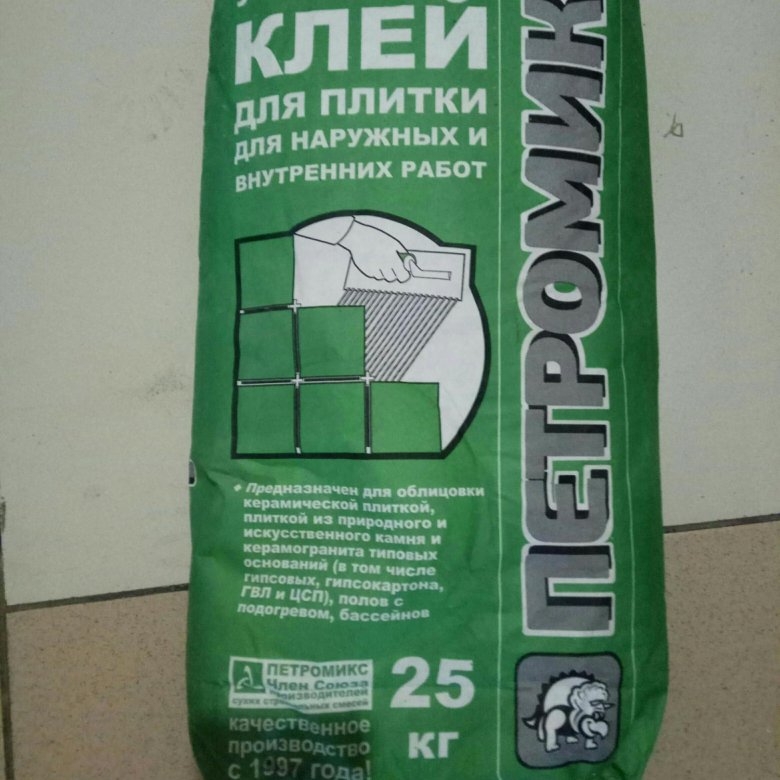 КЛЕЙ
ДЛЯ ПЛИТКИ
ДЛЯ НАРУЖНЫХ И
ВНУТРЕННИХ РАБОТ
ПЕТРОМИК
Предназначен для облицовки
керамической плиткой,
плиткой из природного и
искусственного камня и
керамогранита типовых
оснований (в том числе
гипсовых, гипсокартона,
ГВЛ и ЦСП), полов с
подогревом, бассейнов
ПЕТРОМИКС
Член Союза
производителей
сухих строительных смесей
качественное
производство
с 1997 года!
25
кг